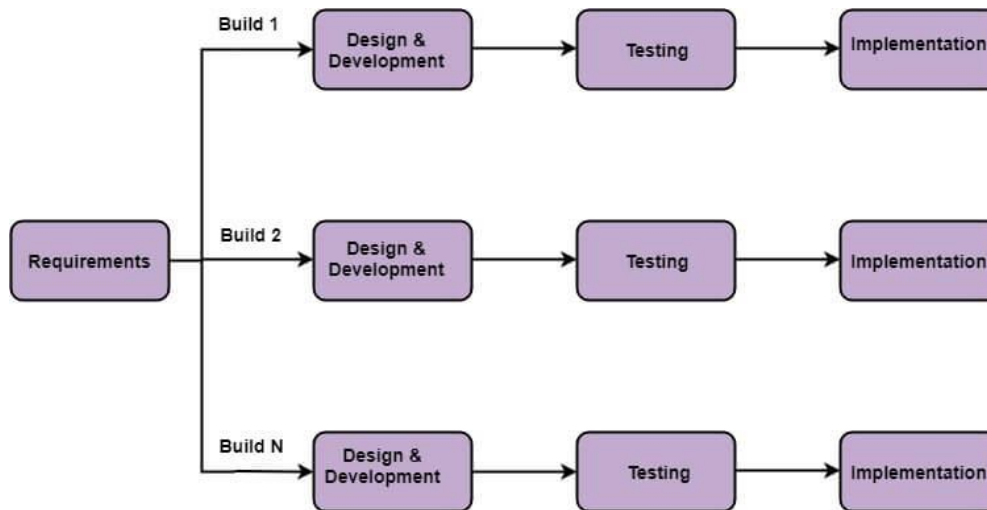 Build 1
Design &
Development
Testing
Implementation
Requirements
Build 2
Design &
Development
Testing
Implementation
Build N
Design &
Development
Testing
Implementation